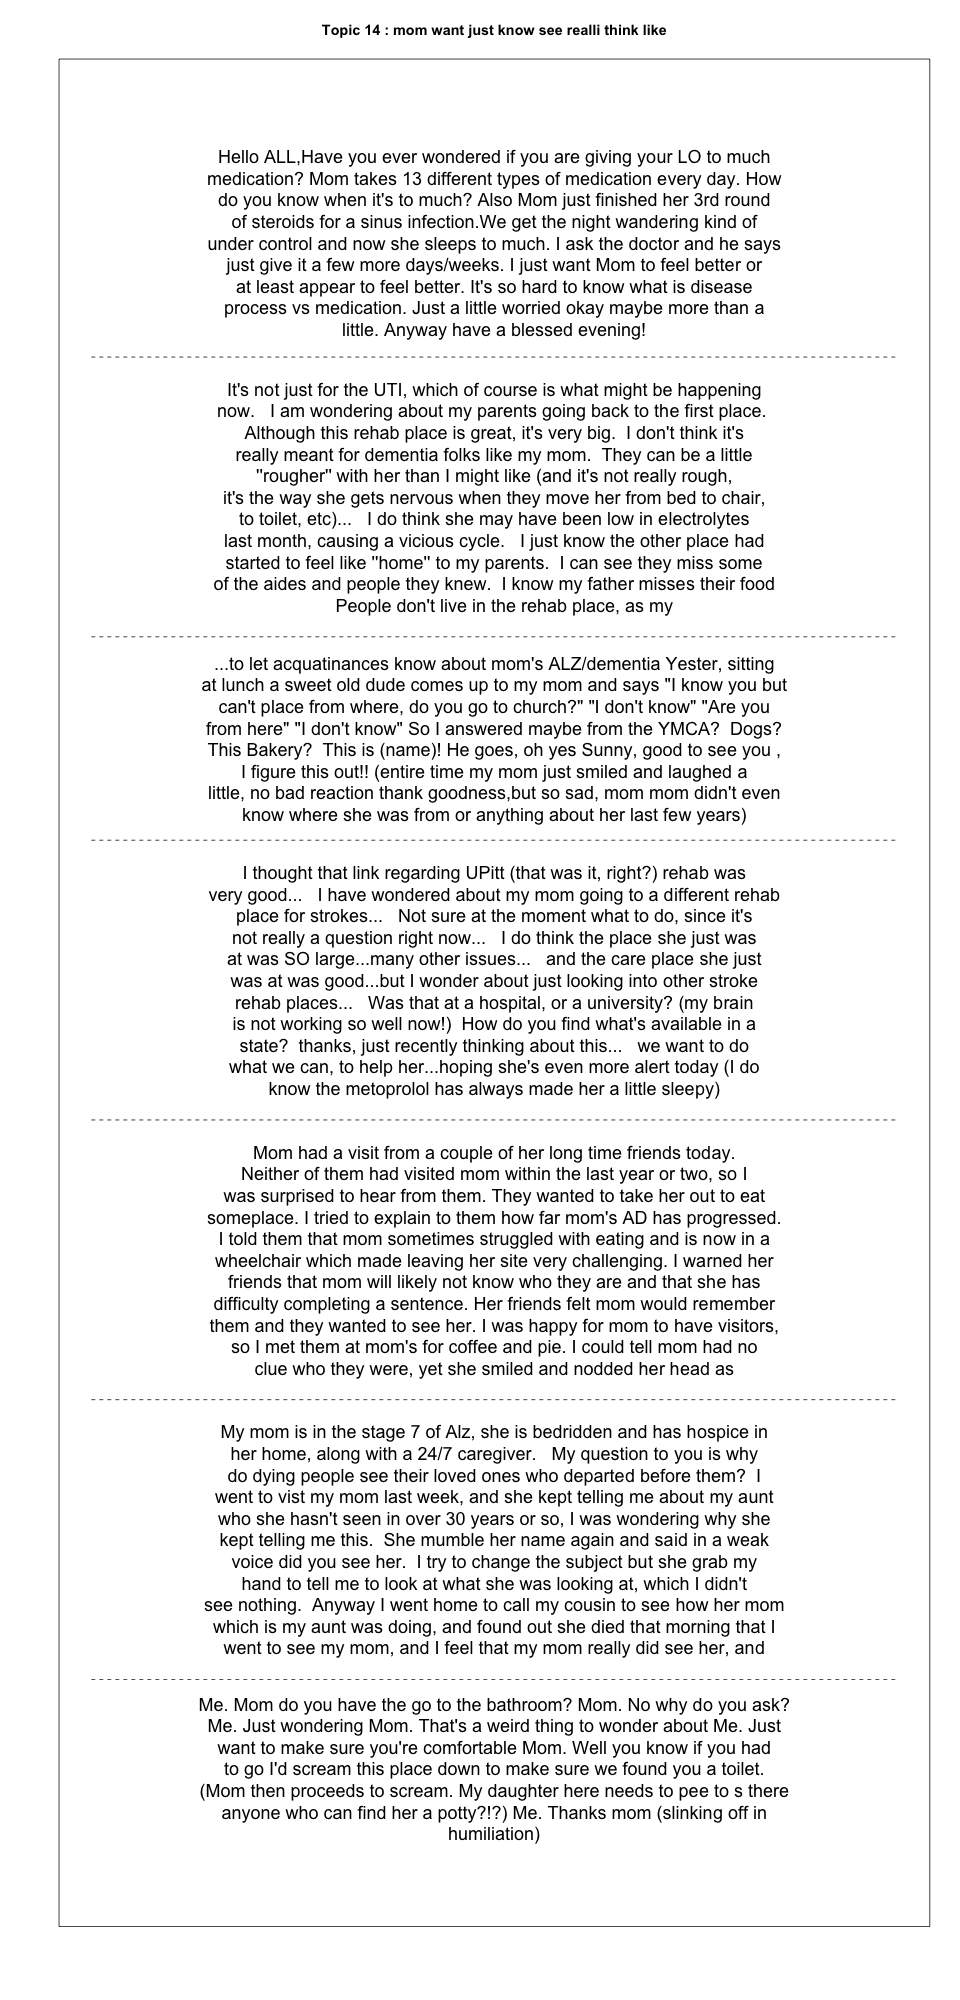 Topic 14 : mom want just know see realli think like
Hello ALL,Have you ever wondered if you are giving your LO to much
medication? Mom takes 13 different types of medication every day. How
do you know when it's to much? Also Mom just finished her 3rd round
of steroids for a sinus infection.We get the night wandering kind of
under control and now she sleeps to much. I ask the doctor and he says
just give it a few more days/weeks. I just want Mom to feel better or
at least appear to feel better. It's so hard to know what is disease
process vs medication. Just a little worried okay maybe more than a
little. Anyway have a blessed evening!
It's not just for the UTI, which of course is what might be happening
now.   I am wondering about my parents going back to the first place.
Although this rehab place is great, it's very big.  I don't think it's
really meant for dementia folks like my mom.  They can be a little
"rougher" with her than I might like (and it's not really rough,
it's the way she gets nervous when they move her from bed to chair,
to toilet, etc)...   I do think she may have been low in electrolytes
last month, causing a vicious cycle.   I just know the other place had
started to feel like "home" to my parents.  I can see they miss some
of the aides and people they knew.  I know my father misses their food
People don't live in the rehab place, as my
...to let acquatinances know about mom's ALZ/dementia Yester, sitting
at lunch a sweet old dude comes up to my mom and says "I know you but
can't place from where, do you go to church?" "I don't know" "Are you
from here" "I don't know" So I answered maybe from the YMCA?  Dogs?
This Bakery?  This is (name)! He goes, oh yes Sunny, good to see you ,
I figure this out!! (entire time my mom just smiled and laughed a
little, no bad reaction thank goodness,but so sad, mom mom didn't even
know where she was from or anything about her last few years)
I thought that link regarding UPitt (that was it, right?) rehab was
very good...   I have wondered about my mom going to a different rehab
place for strokes...   Not sure at the moment what to do, since it's
not really a question right now...   I do think the place she just was
at was SO large...many other issues...   and the care place she just
was at was good...but I wonder about just looking into other stroke
rehab places...   Was that at a hospital, or a university? (my brain
is not working so well now!)  How do you find what's available in a
state?  thanks, just recently thinking about this...   we want to do
what we can, to help her...hoping she's even more alert today (I do
know the metoprolol has always made her a little sleepy)
Mom had a visit from a couple of her long time friends today.
Neither of them had visited mom within the last year or two, so I
was surprised to hear from them. They wanted to take her out to eat
someplace. I tried to explain to them how far mom's AD has progressed.
I told them that mom sometimes struggled with eating and is now in a
wheelchair which made leaving her site very challenging. I warned her
friends that mom will likely not know who they are and that she has
difficulty completing a sentence. Her friends felt mom would remember
them and they wanted to see her. I was happy for mom to have visitors,
so I met them at mom's for coffee and pie. I could tell mom had no
clue who they were, yet she smiled and nodded her head as
My mom is in the stage 7 of Alz, she is bedridden and has hospice in
her home, along with a 24/7 caregiver.   My question to you is why
do dying people see their loved ones who departed before them?  I
went to vist my mom last week, and she kept telling me about my aunt
who she hasn't seen in over 30 years or so, I was wondering why she
kept telling me this.  She mumble her name again and said in a weak
voice did you see her.  I try to change the subject but she grab my
hand to tell me to look at what she was looking at, which I didn't
see nothing.  Anyway I went home to call my cousin to see how her mom
which is my aunt was doing, and found out she died that morning that I
went to see my mom, and I feel that my mom really did see her, and
Me. Mom do you have the go to the bathroom? Mom. No why do you ask?
Me. Just wondering Mom. That's a weird thing to wonder about Me. Just
want to make sure you're comfortable Mom. Well you know if you had
to go I'd scream this place down to make sure we found you a toilet.
(Mom then proceeds to scream. My daughter here needs to pee to s there
anyone who can find her a potty?!?) Me. Thanks mom (slinking off in
humiliation)